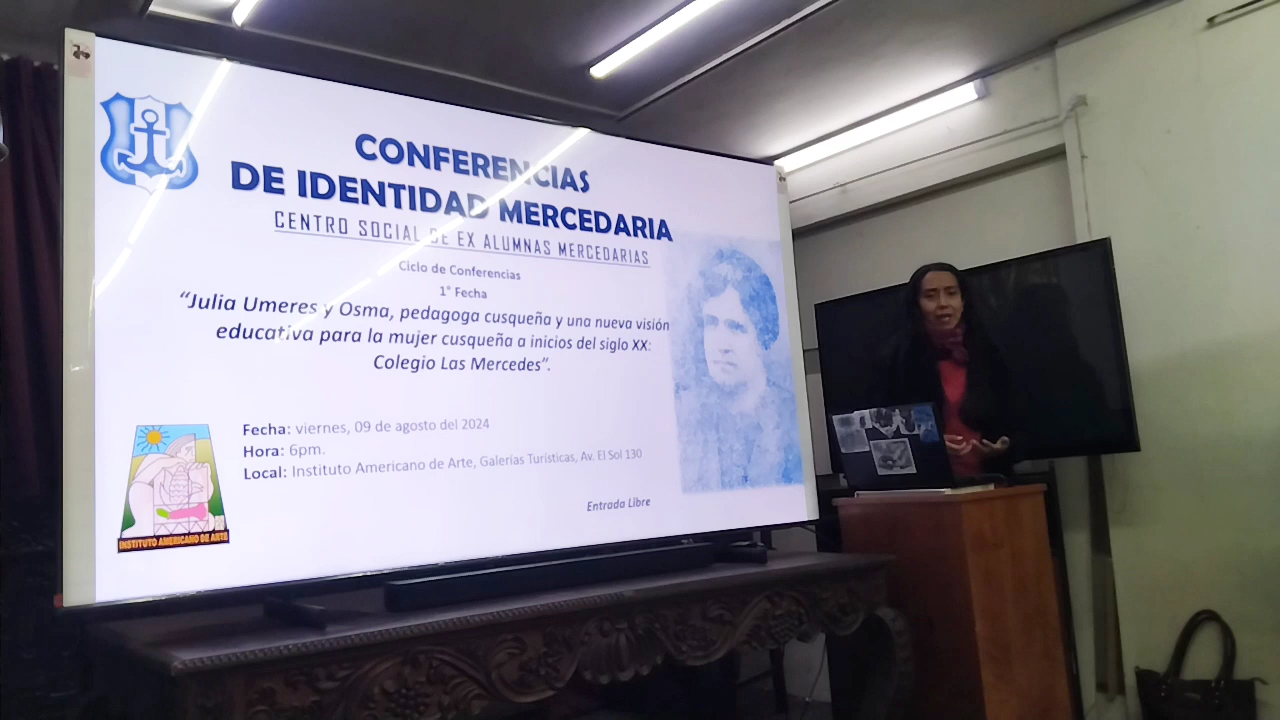 CONFERENCIAS
DE IDENTIDAD MERCEDARIA
CENTRO SOCIAL DE EX ALUMNAS MERCEDARIAS
Ciclo de Conferencias
1° Fecha
“Julia Umeres y Osma, pedagoga cusqueña y una nueva visión
educativa para la mujer cusqueña a inicios del siglo XX:
Colegio Las Mercedes”.
Fecha: viernes, 09 de agosto del 2024
Hora: 6pm.
Local: Instituto Americano de Arte, Galerías Turísticas, Av. El Sol 130
Entrada Libre
INSTITUTO AMERICANO DE ARTE